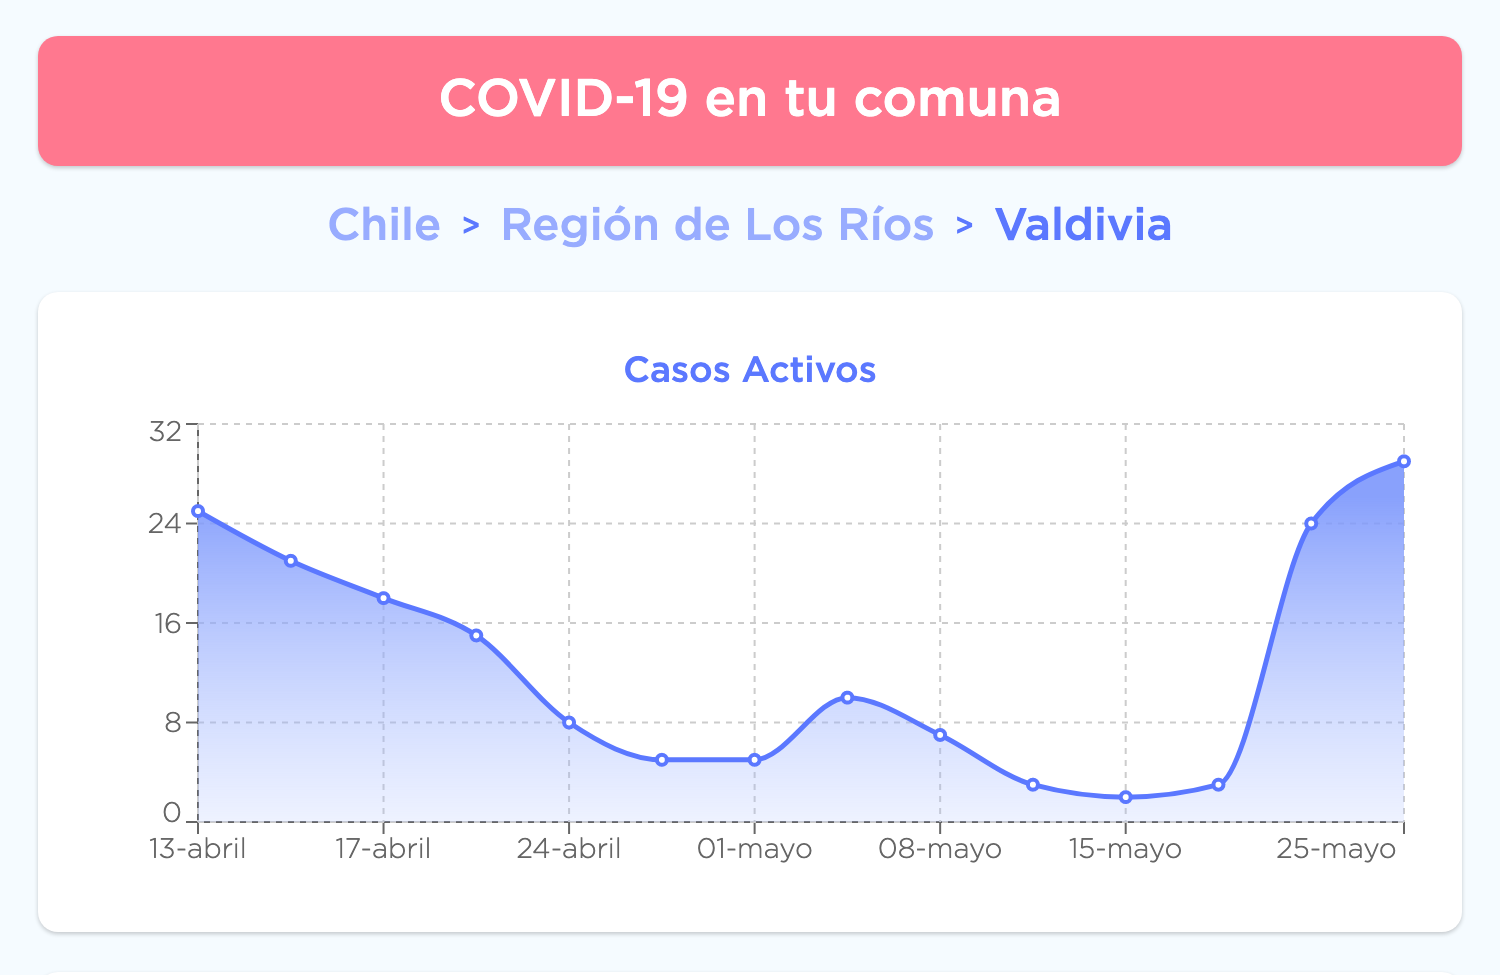 COVID-19 en tu comuna
Chile > Región de Los Ríos > Valdivia
Casos Activos
32
24
16
8
0
13-abril 17-abril 24-abril 01-mayo 08-mayo 15-mayo 25-mayo